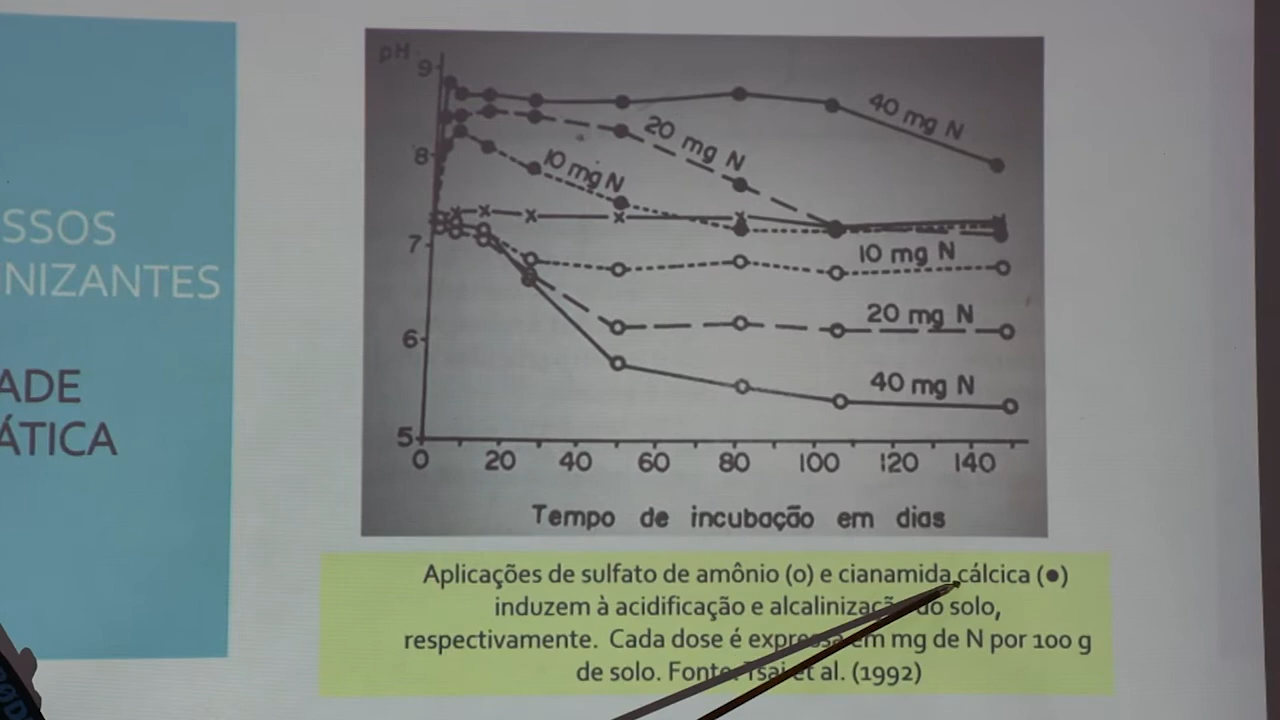 SSOS
NIZANTES
ADE
ÁTICA
pH
9
8
7
6
5
40 mg N
20 mg N
10 mg N
10 mg N
20 mg N
40 mg N
0 20 40 60 80 100 120 140
Tempo de incubação em dias
Aplicações de sulfato de amônio (o) e cianamida cálcica (●)
induzem à acidificação e alcalinização do solo,
respectivamente. Cada dose é expressa em mg de N por 100 g
de solo. Fonte: Tsai et al. (1992)